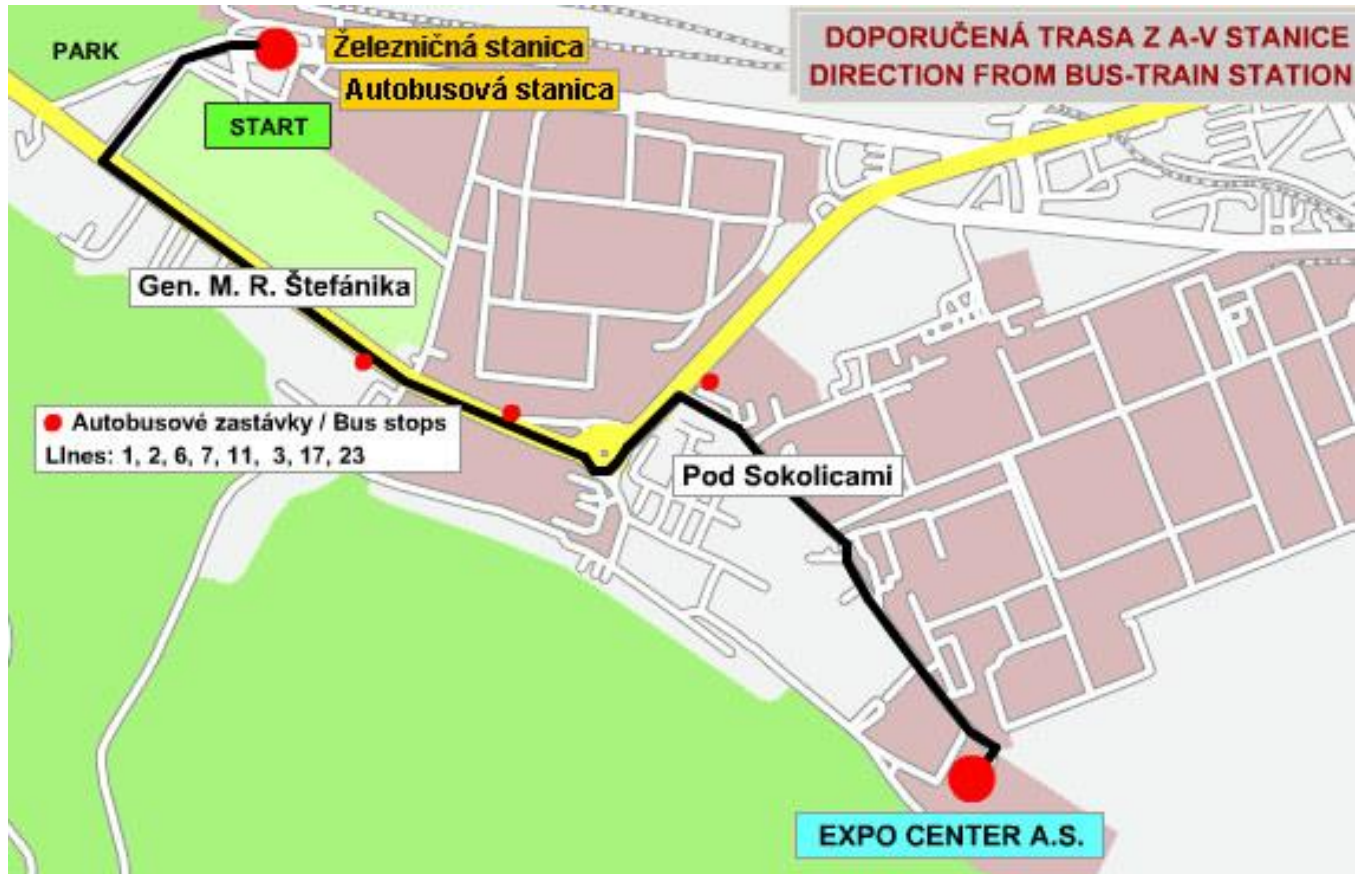 PARK
Železničná stanica
Autobusová stanica
START
DOPORUČENÁ TRASA Z A-V STANICE
DIRECTION FROM BUS-TRAIN STATION
Gen. M. R. Štefánika
Autobusové zastávky / Bus stops
LInes: 1, 2, 6, 7, 11, 3, 17, 23
Pod Sokolicami
EXPO CENTER A.S.